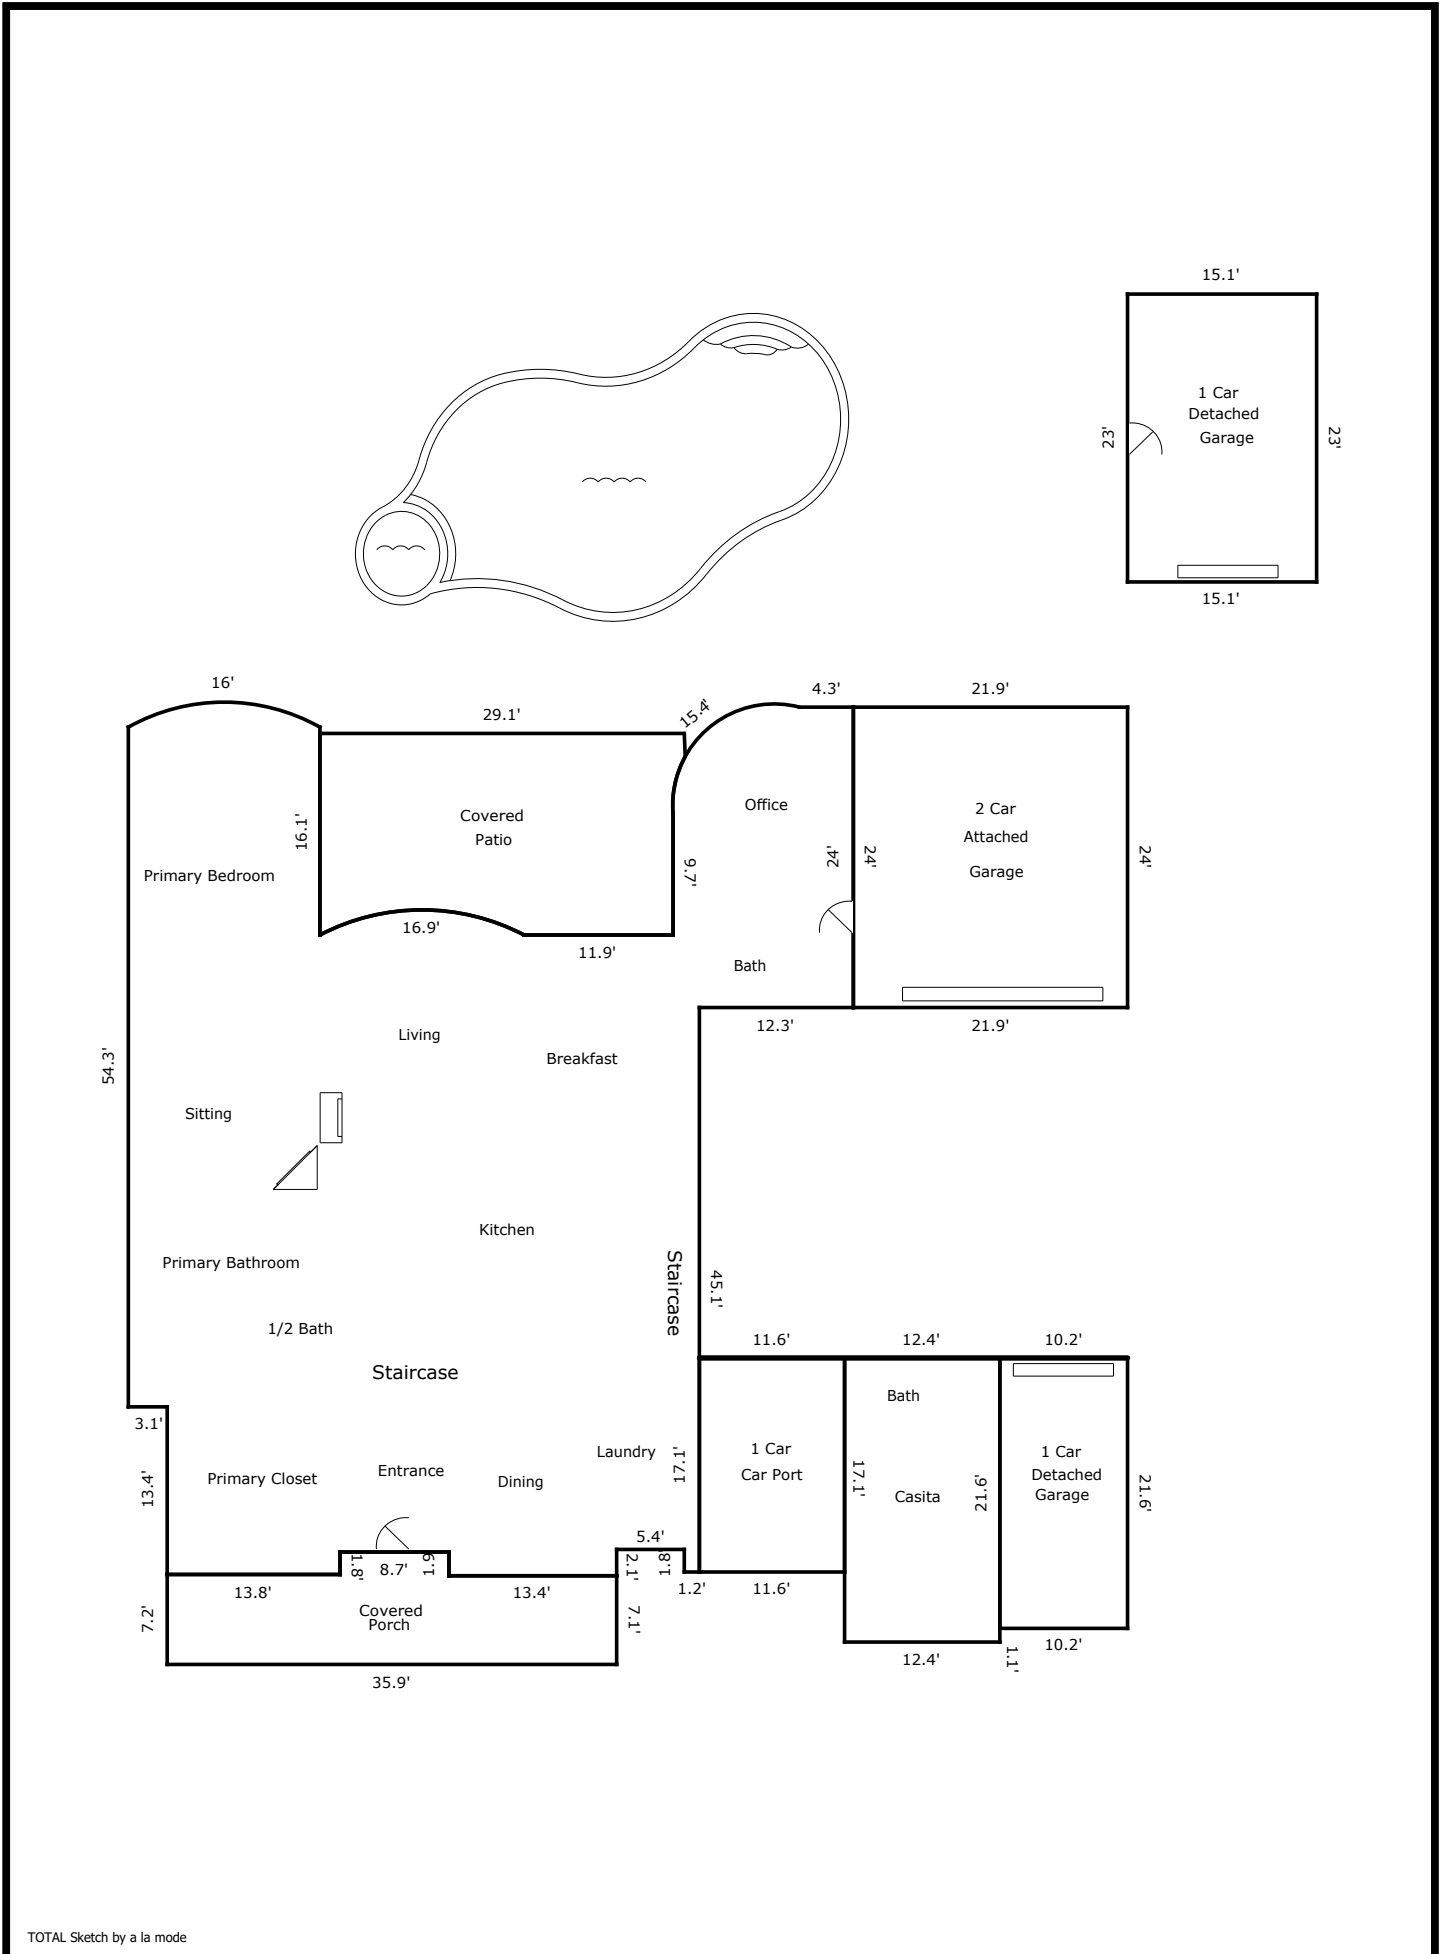 15.1'
1 Car
Detached
Garage
23'
23'
15.1'
16'
29.1'
15.4'
4.3'
21.9'
Covered
Patio
16.1'
Office
2 Car
Attached
Garage
9.7'
24'
24'
24'
Primary Bedroom
16.9'
11.9'
Bath
12.3'
21.9'
Living
Breakfast
54.3'
Sitting
Kitchen
Primary Bathroom
Staircase
45.1'
1/2 Bath
11.6'
12.4'
10.2'
Staircase
Bath
3.1'
13.4'
Primary Closet
Entrance
Dining
Laundry
17.1'
1 Car
Car Port
17.1'
Casita
21.6'
1 Car
Detached
Garage
21.6'
5.4'
1.8'
8.7'
1.9'
2.1'
1.8'
1.2'
11.6'
13.8'
13.4'
7.2'
Covered
Porch
7.1'
12.4'
1.1'
10.2'
35.9'
TOTAL Sketch by a la mode